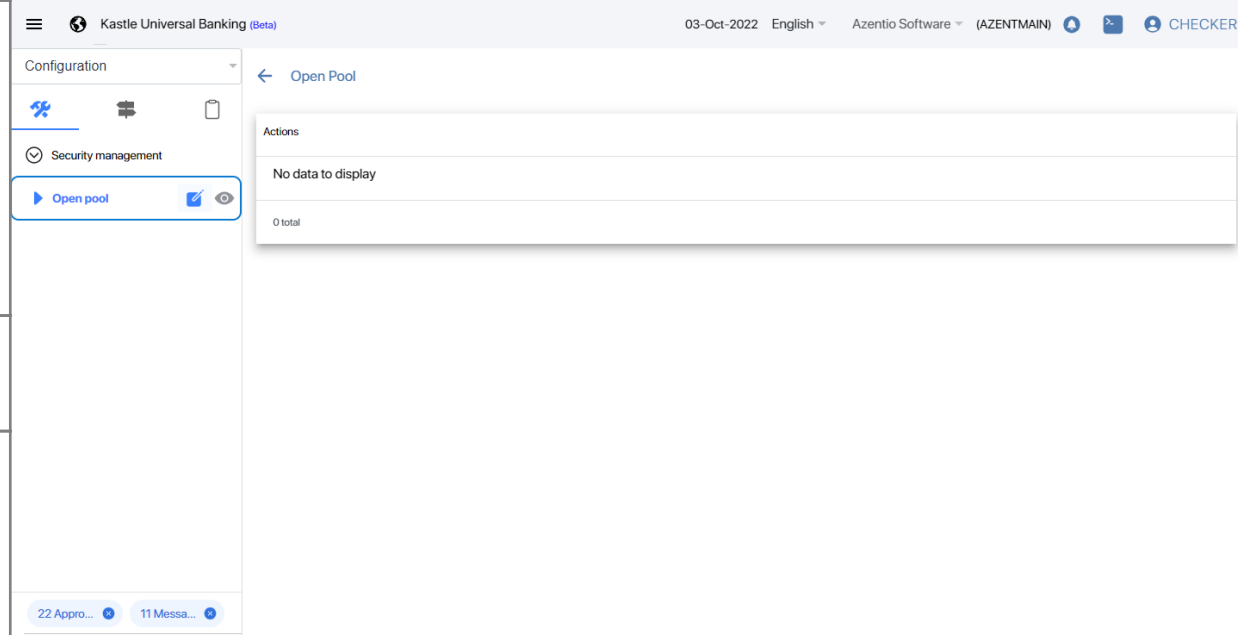 Kastle Universal Banking (Beta)
03-Oct-2022 English Azentio Software (AZENTMAIN) CHECKER
Configuration
Open Pool
Actions
Security management
No data to display
Open pool
0 total
22 Appro... 11 Messa...